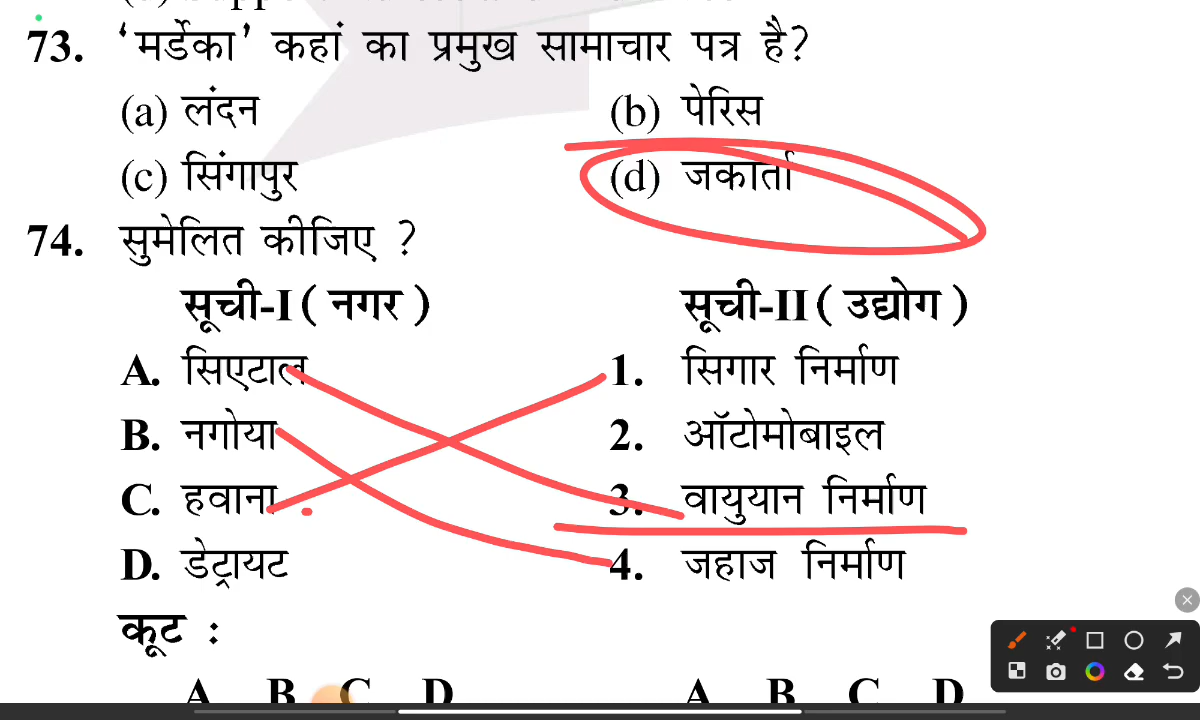 73. ‘मर्डेका’ कहां का प्रमुख सामाचार पत्र है?
(a) लंदन (b) पेरिस
(c) सिंगापुर (d) जकार्ता
74. सुमेलित कीजिए ?
सूची-I ( नगर ) सूची-II ( उद्योग )
A. सिएटाल 1. सिगार निर्माण
B. नगोया 2. ऑटोमोबाइल
C. हवाना 3. वायुयान निर्माण
D. डेट्रायट 4. जहाज निर्माण
कूट :
A B C D A B C D